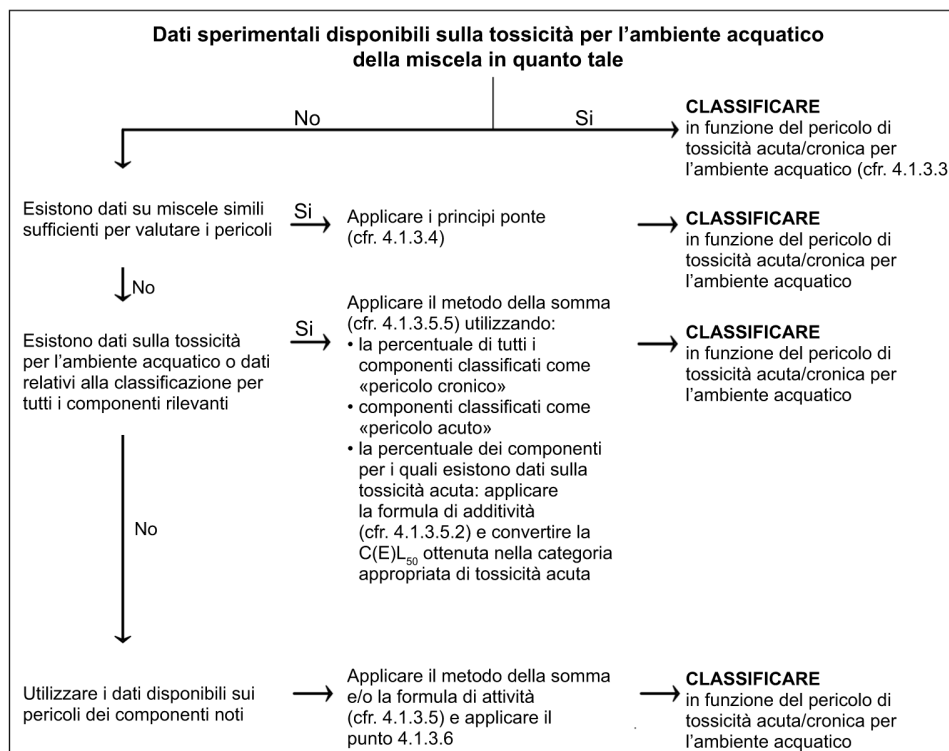 Dati sperimentali disponibili sulla tossicità per l'ambiente acquatico
della miscela in quanto tale
No
Si
CLASSIFICARE
in funzione del pericolo di
tossicità acuta/cronica per
l'ambiente acquatico (cfr. 4.1.3.3
Esistono dati su miscele simili
sufficienti per valutare i pericoli
Si
Applicare i principi ponte
(cfr. 4.1.3.4)
CLASSIFICARE
in funzione del pericolo di
tossicità acuta/cronica per
l'ambiente acquatico
No
Esistono dati sulla tossicità
per l'ambiente acquatico o dati
relativi alla classificazione per
tutti i componenti rilevanti
Si
Applicare il metodo della somma
(cfr. 4.1.3.5.5) utilizzando:
• la percentuale di tutti i
componenti classificati come
«pericolo cronico»
• componenti classificati come
«pericolo acuto»
• la percentuale dei componenti
per i quali esistono dati sulla
tossicità acuta: applicare
la formula di additività
(cfr. 4.1.3.5.2) e convertire la
C(E)L50 ottenuta nella categoria
appropriata di tossicità acuta
CLASSIFICARE
in funzione del pericolo di
tossicità acuta/cronica per
l'ambiente acquatico
No
Utilizzare i dati disponibili sui
pericoli dei componenti noti
Applicare il metodo della somma
e/o la formula di attività
(cfr. 4.1.3.5) e applicare il
punto 4.1.3.6
CLASSIFICARE
in funzione del pericolo di
tossicità acuta/cronica per
l'ambiente acquatico